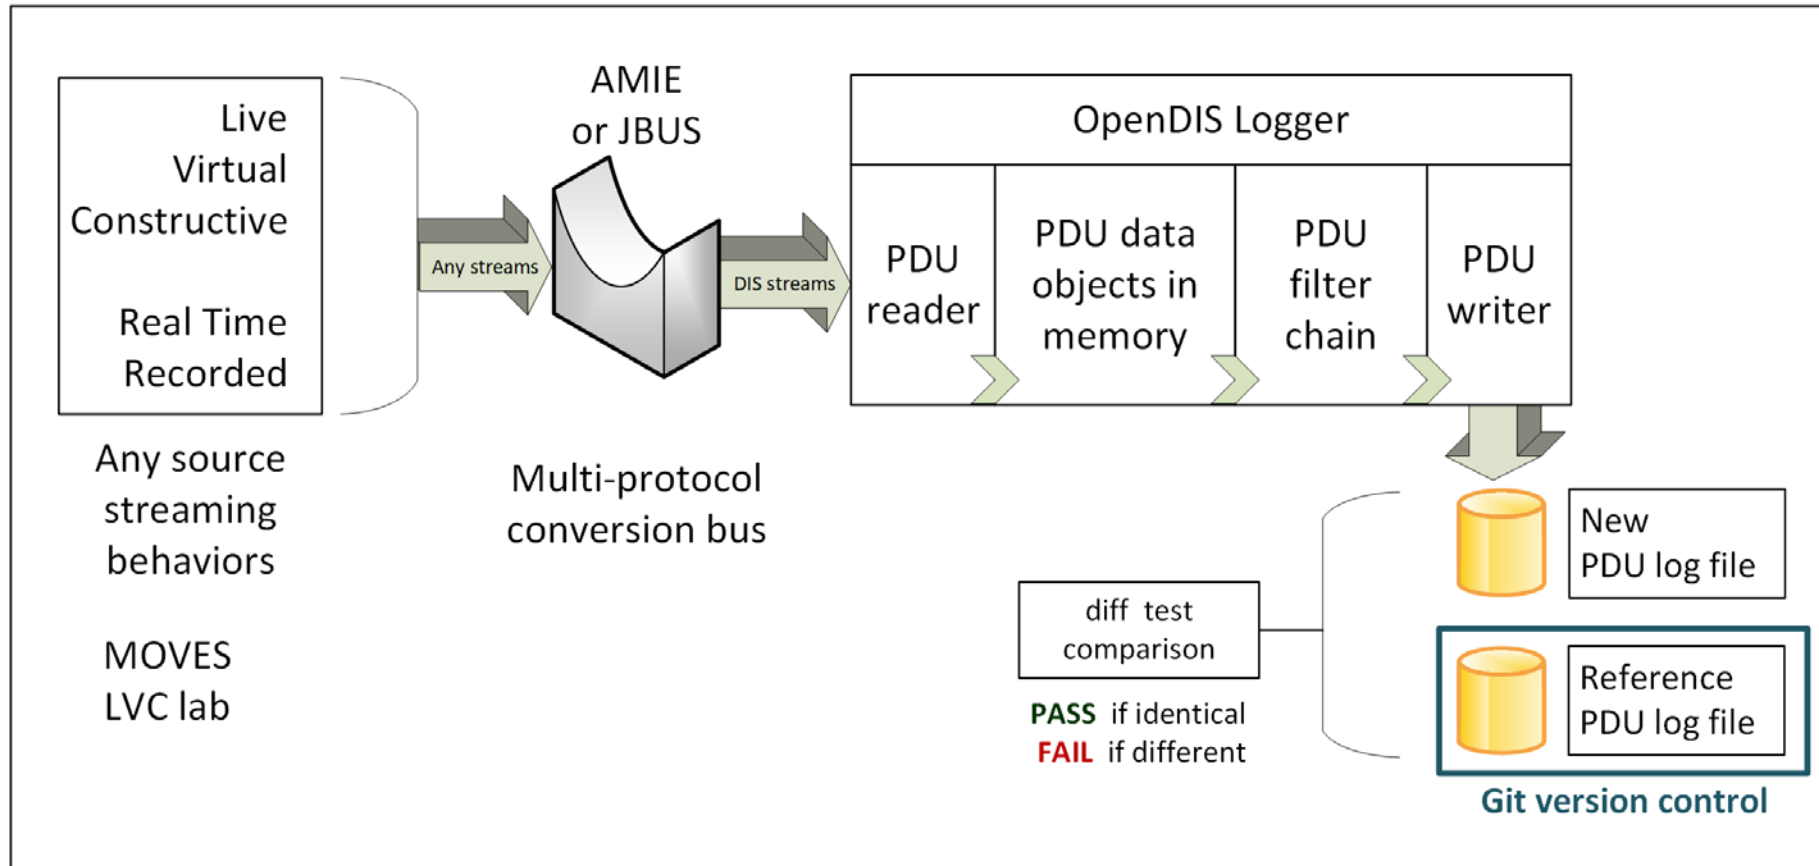 Live
Virtual
Constructive
Real Time
Recorded
Any source
streaming
behaviors
MOVES
LVC lab
Any streams
AMIE
or JBUS
Multi-protocol
conversion bus
DIS streams
OpenDIS Logger
PDU
reader
PDU data
objects in
memory
PDU
filter
chain
PDU
writer
New
PDU log file
diff test
comparison
PASS if identical
FAIL if different
Reference
PDU log file
Git version control